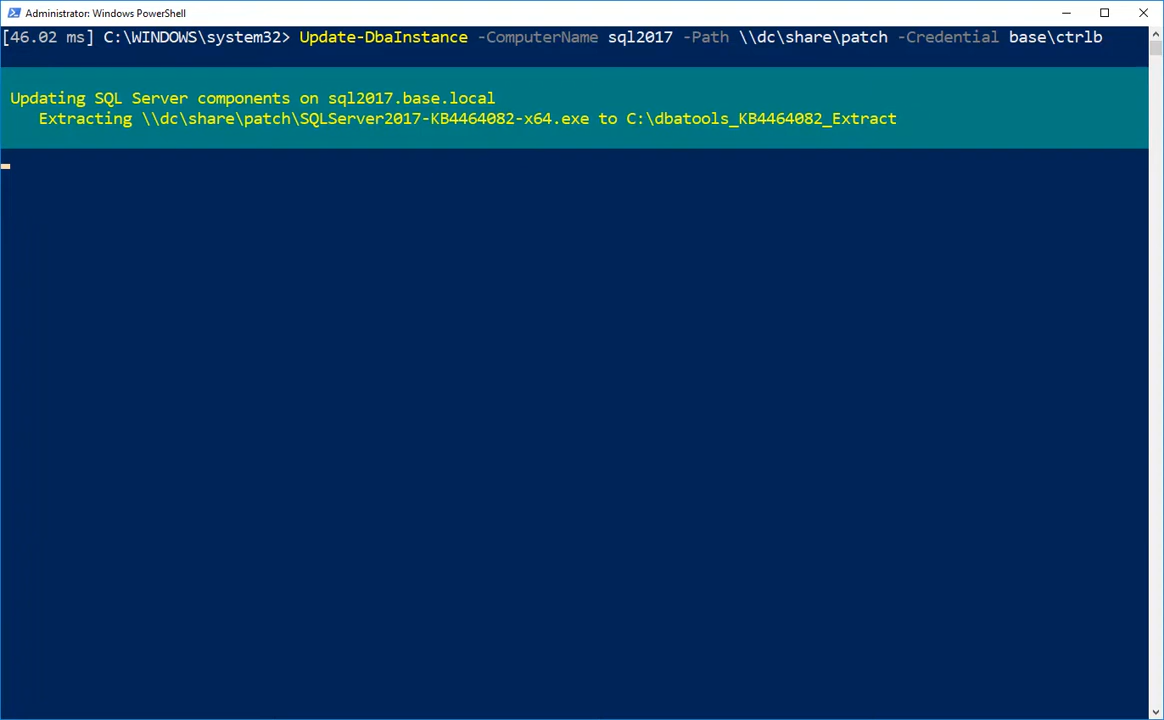 Administrator: Windows PowerShell
[46.02 ms] C:\WINDOWS\system32> Update-DbaInstance -ComputerName sql2017 -Path \\dc\share\patch -Credential base\ctrlb
Updating SQL Server components on sql2017.base.local
Extracting \\dc\share\patch\SQLServer2017-KB4464082-x64.exe to C:\dbatools_KB4464082_Extract